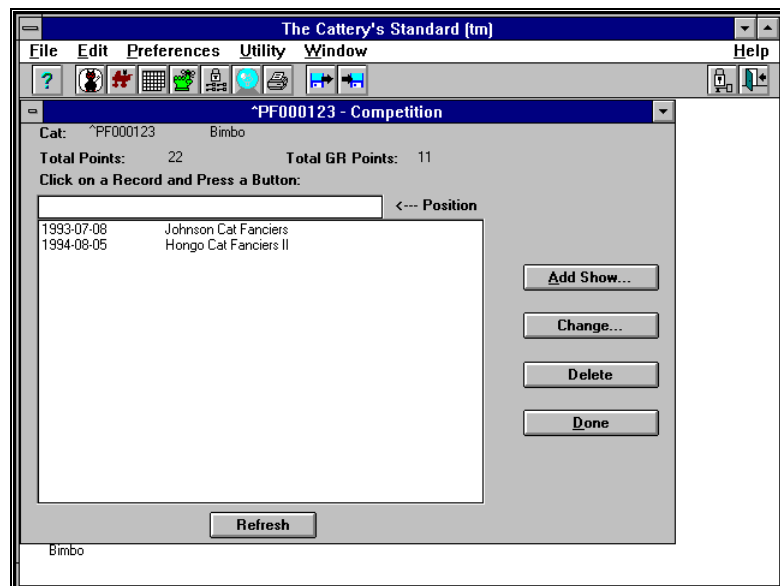 The Cattery's Standard (tm)
File Edit Preferences Utility Window Help
?
^PF000123 - Competition
Cat: ^PF000123 Bimbo
Total Points: 22 Total GR Points: 11
Click on a Record and Press a Button:
<--- Position
1993-07-08 Johnson Cat Fanciers
1994-08-05 Hongo Cat Fanciers II
Add Show...
Change...
Delete
Done
Refresh
Bimbo